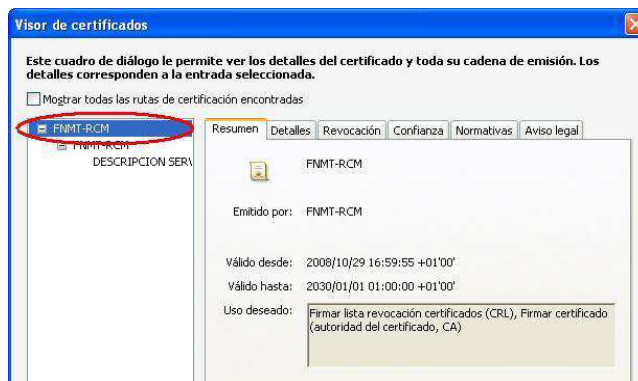 Visor de certificados
Este cuadro de diálogo le permite ver los detalles del certificado y toda su cadena de emisión. Los
detalles corresponden a la entrada seleccionada.
Mostrar todas las rutas de certificación encontradas
FNMT-RCM
FNMT-RCM
DESCRIPCION SER
Resumen Detalles Revocación Confianza Normativas Aviso legal
FNMT-RCM
Emitido por: FNMT-RCM
Válido desde: 2008/10/29 16:59:55 +01'00'
Válido hasta: 2030/01/01 01:00:00 +01'00'
Uso deseado: Firmar lista revocación certificados (CRL), Firmar certificado
(autoridad del certificado, CA)